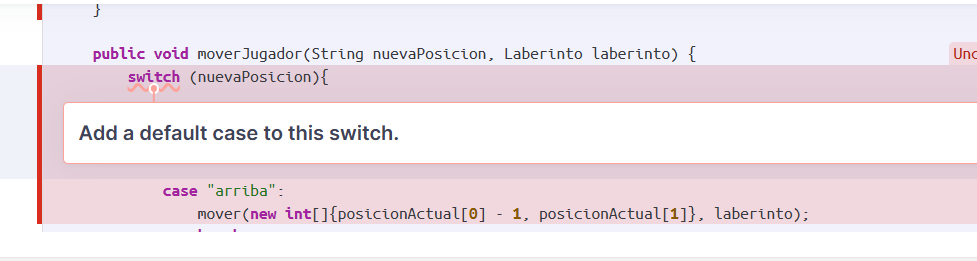 }
public void moverJugador(String nuevaPosicion, Laberinto laberinto) {
Unc
switch (nuevaPosicion){
Add a default case to this switch.
case "arriba":
mover(new int[]{posicionActual[0] - 1, posicionActual[1]}, laberinto);